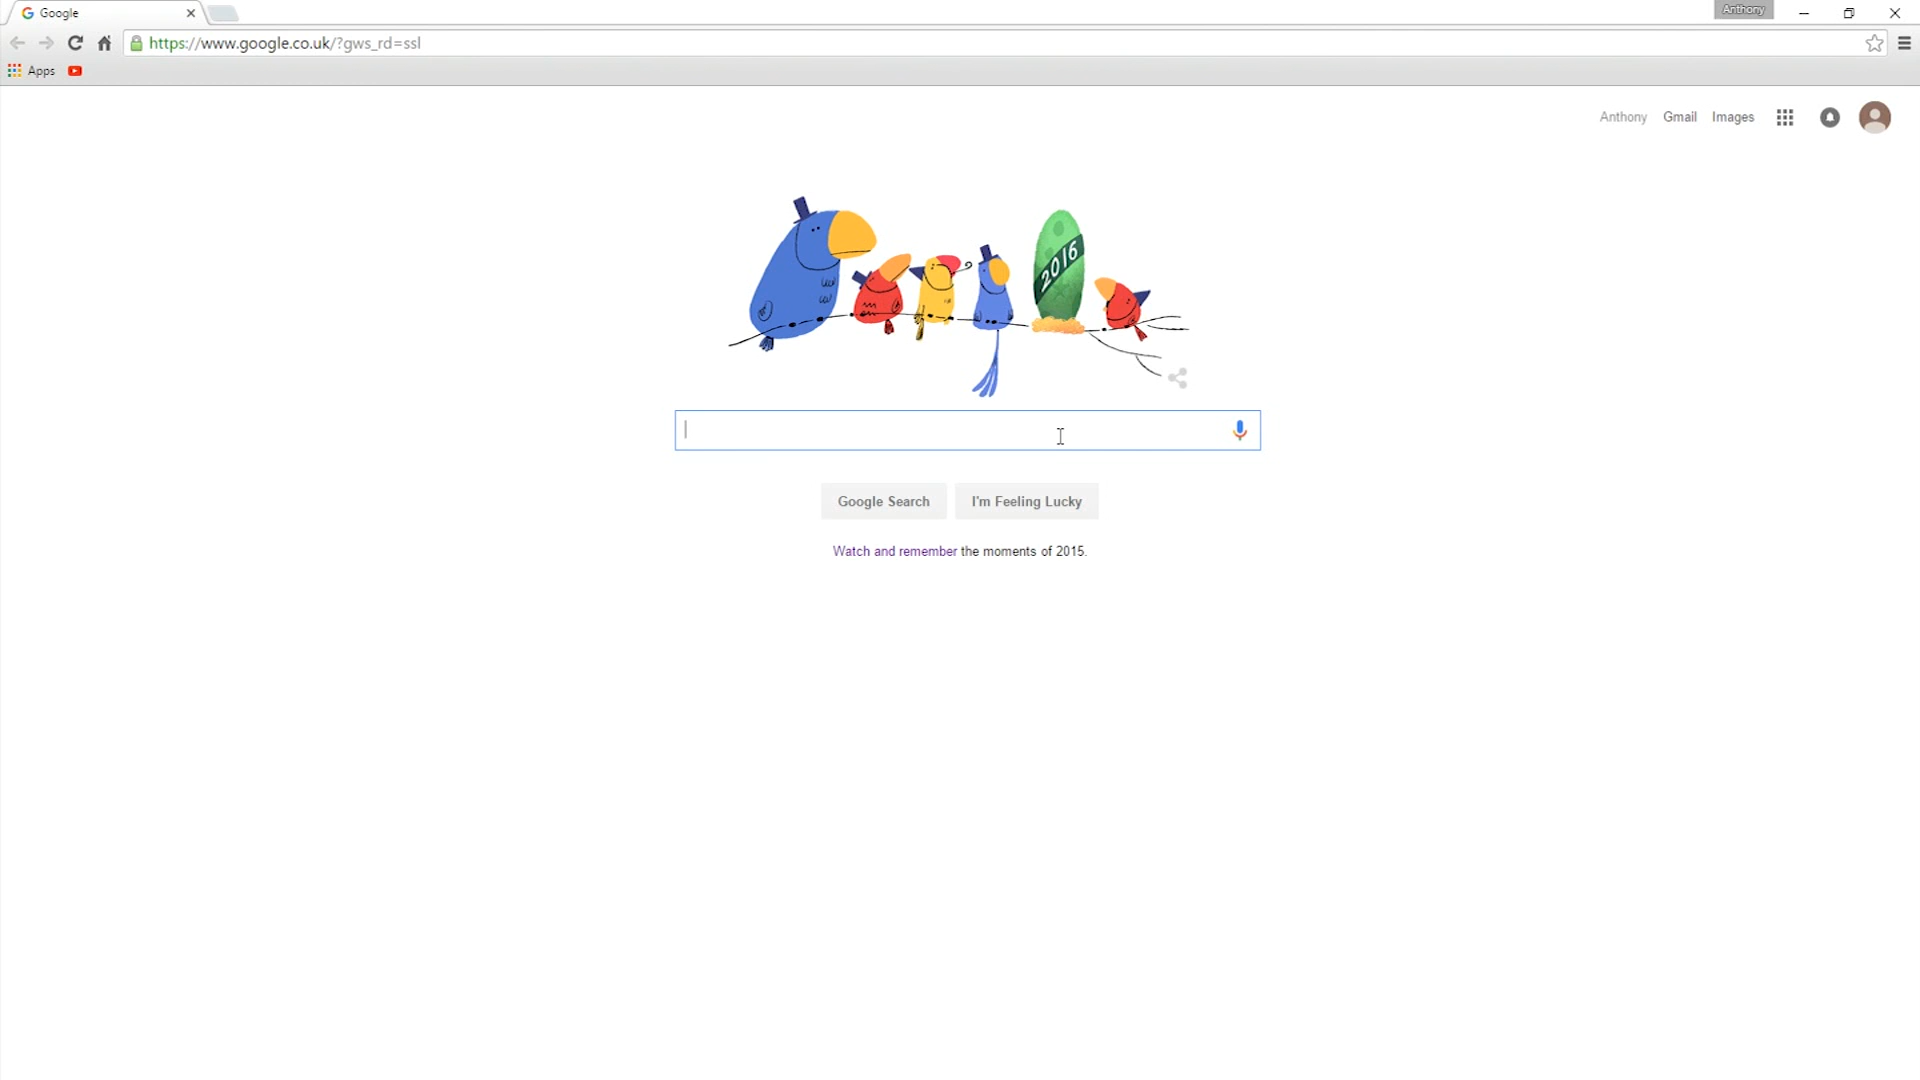 Google
Anthony
https://www.google.co.uk/?gws_rd=ssl
Apps
Anthony Gmail Images
2016
Google Search I'm Feeling Lucky
Watch and remember the moments of 2015.